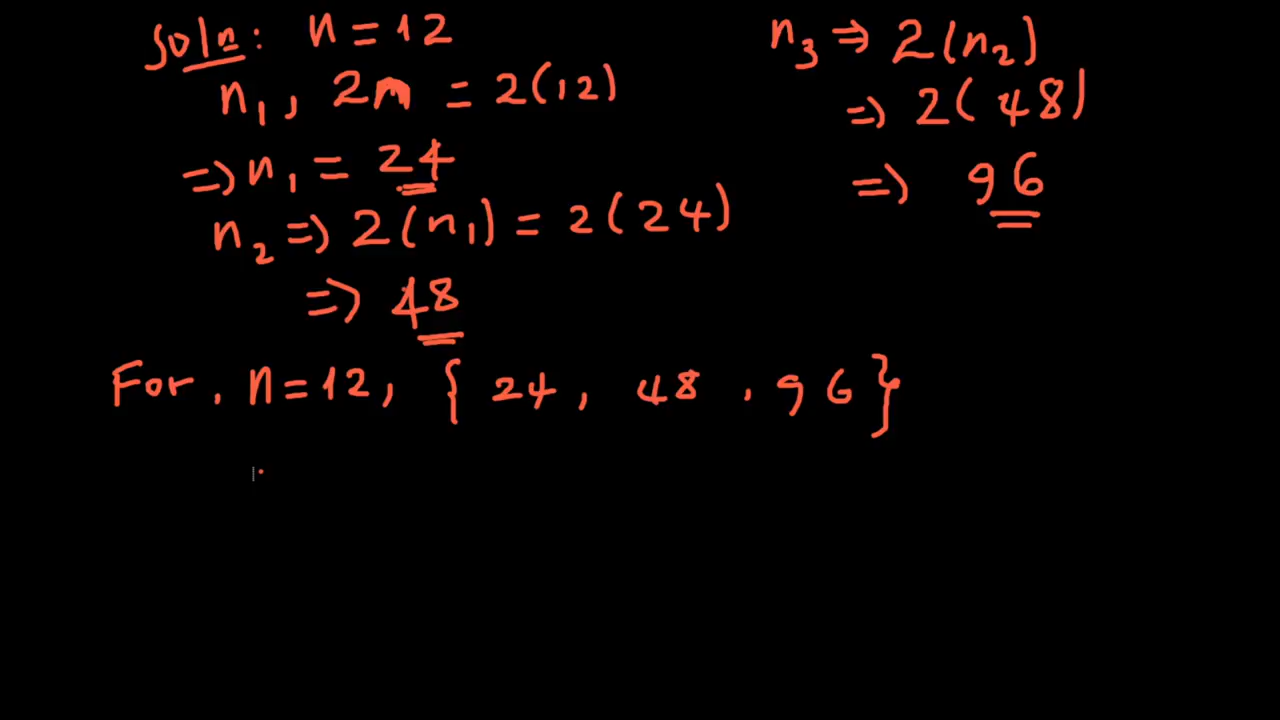 Soln: n = 12
n₁, 2n = 2(12)
=> n₁ = 24
n₂ => 2(n₁) = 2(24)
=> 48
n₃ => 2(n₂)
=> 2(48)
=> 96
For, n = 12, { 24, 48, 96 }